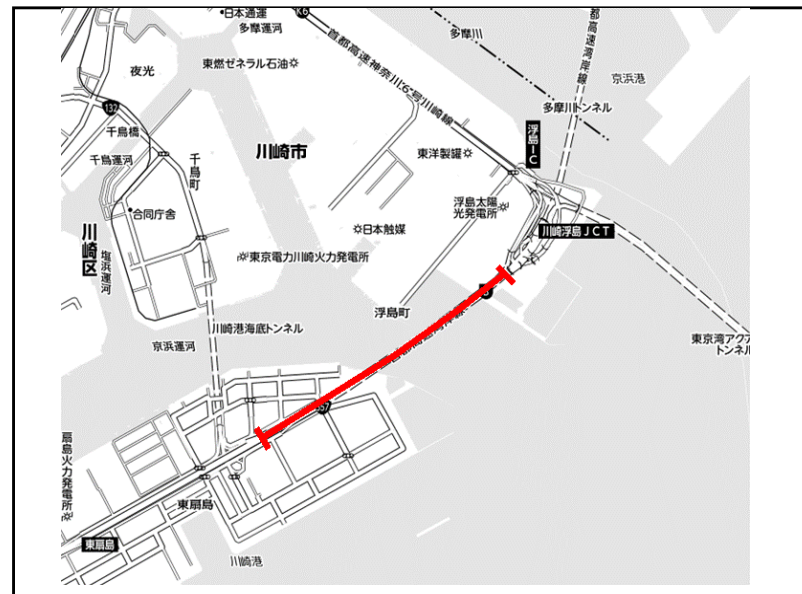 日本通運
多摩運河
K6
首都高速神奈川6号川崎線
多摩川
都高速湾岸線
京浜港
夜光
東燃ゼネラル石油
132
多摩川トンネル
千鳥橋
川崎市
東洋製罐
浮島IC
千鳥運河
千鳥町
合同庁舎
浮島太陽
光発電所
川崎区
日本触媒
川崎浮島JCT
塩浜運河
東京電力川崎火力発電所
浮島町
川崎港海底トンネル
京浜運河
東京湾アクア
トンネル
357
扇島火力発電所
東扇島
東扇島
川崎港